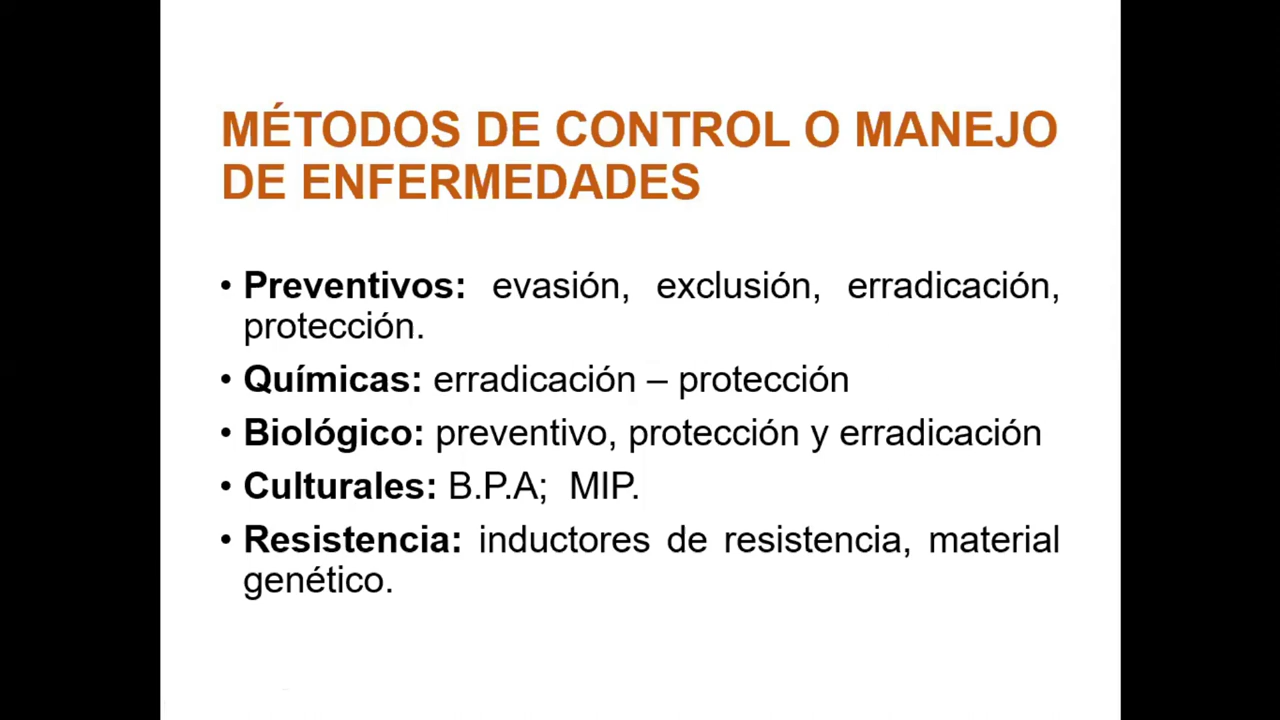 MÉTODOS DE CONTROL O MANEJO
DE ENFERMEDADES
• Preventivos: evasión, exclusión, erradicación,
protección.
• Químicas: erradicación – protección
• Biológico: preventivo, protección y erradicación
• Culturales: B.P.A; MIP.
• Resistencia: inductores de resistencia, material
genético.